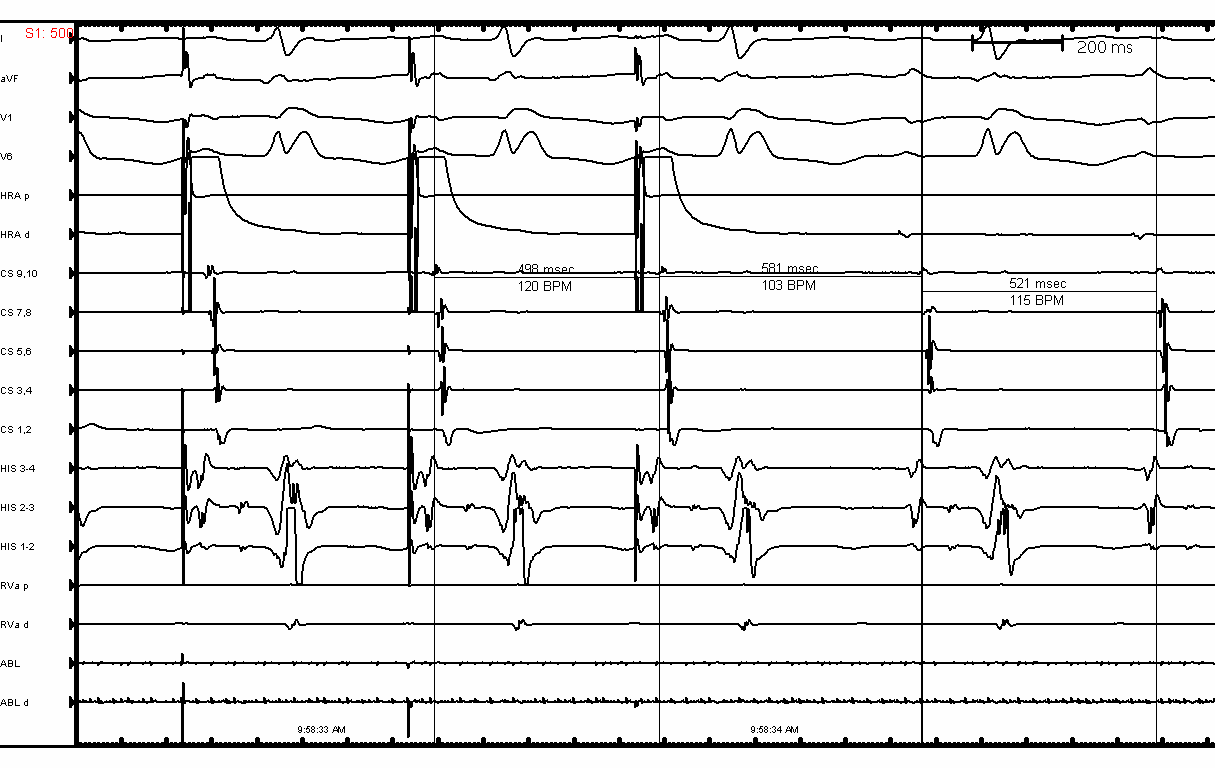 S1: 500
I
200 ms
aVF
V1
V6
HRA p
HRA d
CS 9,10
498 msec
120 BPM
581 msec
103 BPM
521 msec
115 BPM
CS 7,8
CS 5,6
CS 3,4
CS 1,2
HIS 3-4
HIS 2-3
HIS 1-2
RVa p
RVa d
ABL
ABL d
9:58:33 AM
9:58:34 AM